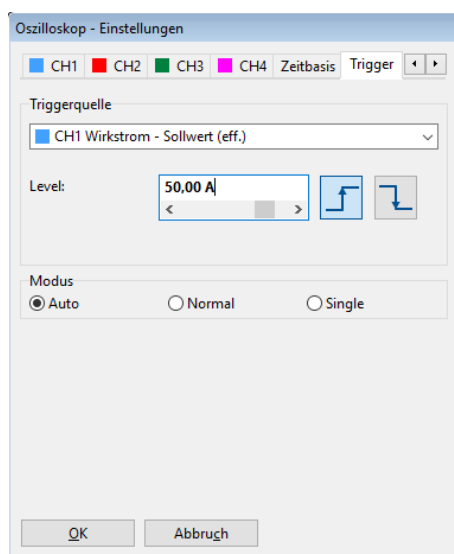 Oszilloskop - Einstellungen
CH1 CH2 CH3 CH4 Zeitbasis Trigger
Triggerquelle
CH1 Wirkstrom - Sollwert (eff.)
Level: 50,00 A
Modus
Auto Normal Single
OK Abbruch